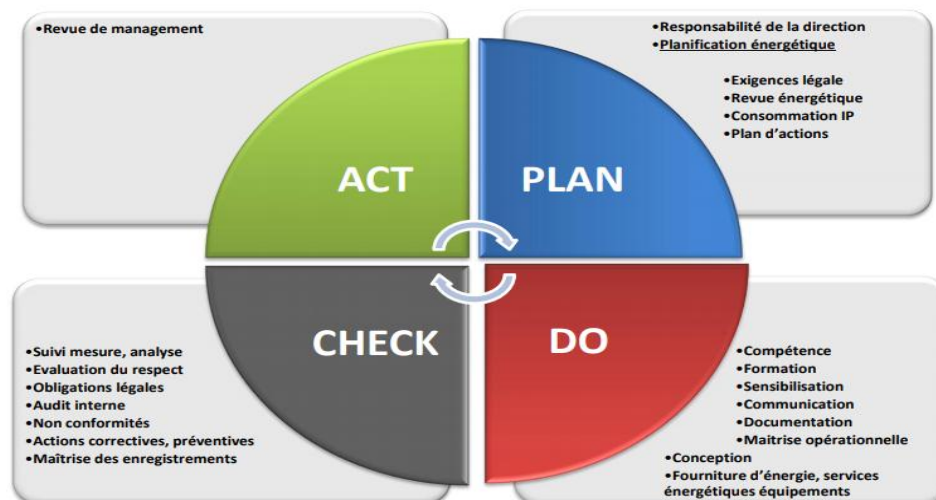 •Revue de management
ACT
•Responsabilité de la direction
•Planification énergétique
•Exigences légale
•Revue énergétique
•Consommation IP
•Plan d'actions
PLAN
•Suivi mesure, analyse
•Evaluation du respect
•Obligations légales
•Audit interne
•Non conformités
•Actions correctives, préventives
•Maîtrise des enregistrements
CHECK
DO
•Compétence
•Formation
•Sensibilisation
•Communication
•Documentation
•Maitrise opérationnelle
•Conception
•Fourniture d'énergie, services
énergétiques équipements